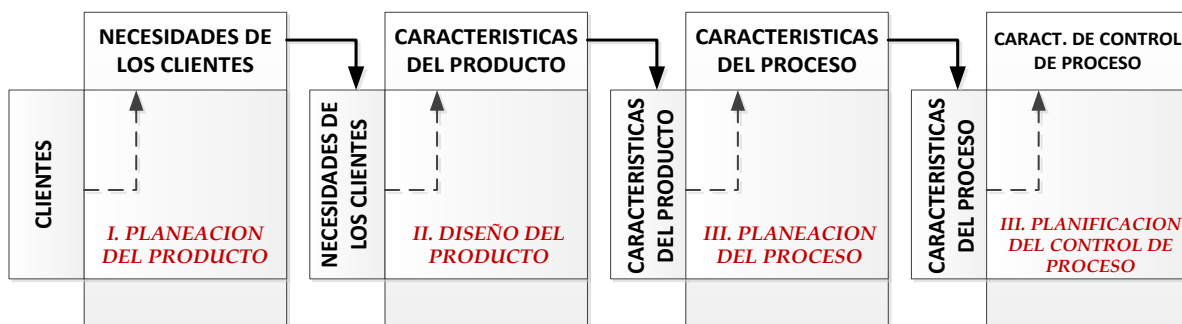 NECESIDADES DE
LOS CLIENTES
CARACTERISTICAS
DEL PRODUCTO
CARACTERISTICAS
DEL PROCESO
CARACT. DE CONTROL
DE PROCESO
CLIENTES
I. PLANEACION
DEL PRODUCTO
NECESIDADES DE
LOS CLIENTES
II. DISEÑO DEL
PRODUCTO
CARACTERISTICAS
DEL PRODUCTO
III. PLANEACION
DEL PROCESO
CARACTERISTICAS
DEL PROCESO
III. PLANIFICACION
DEL CONTROL DE
PROCESO